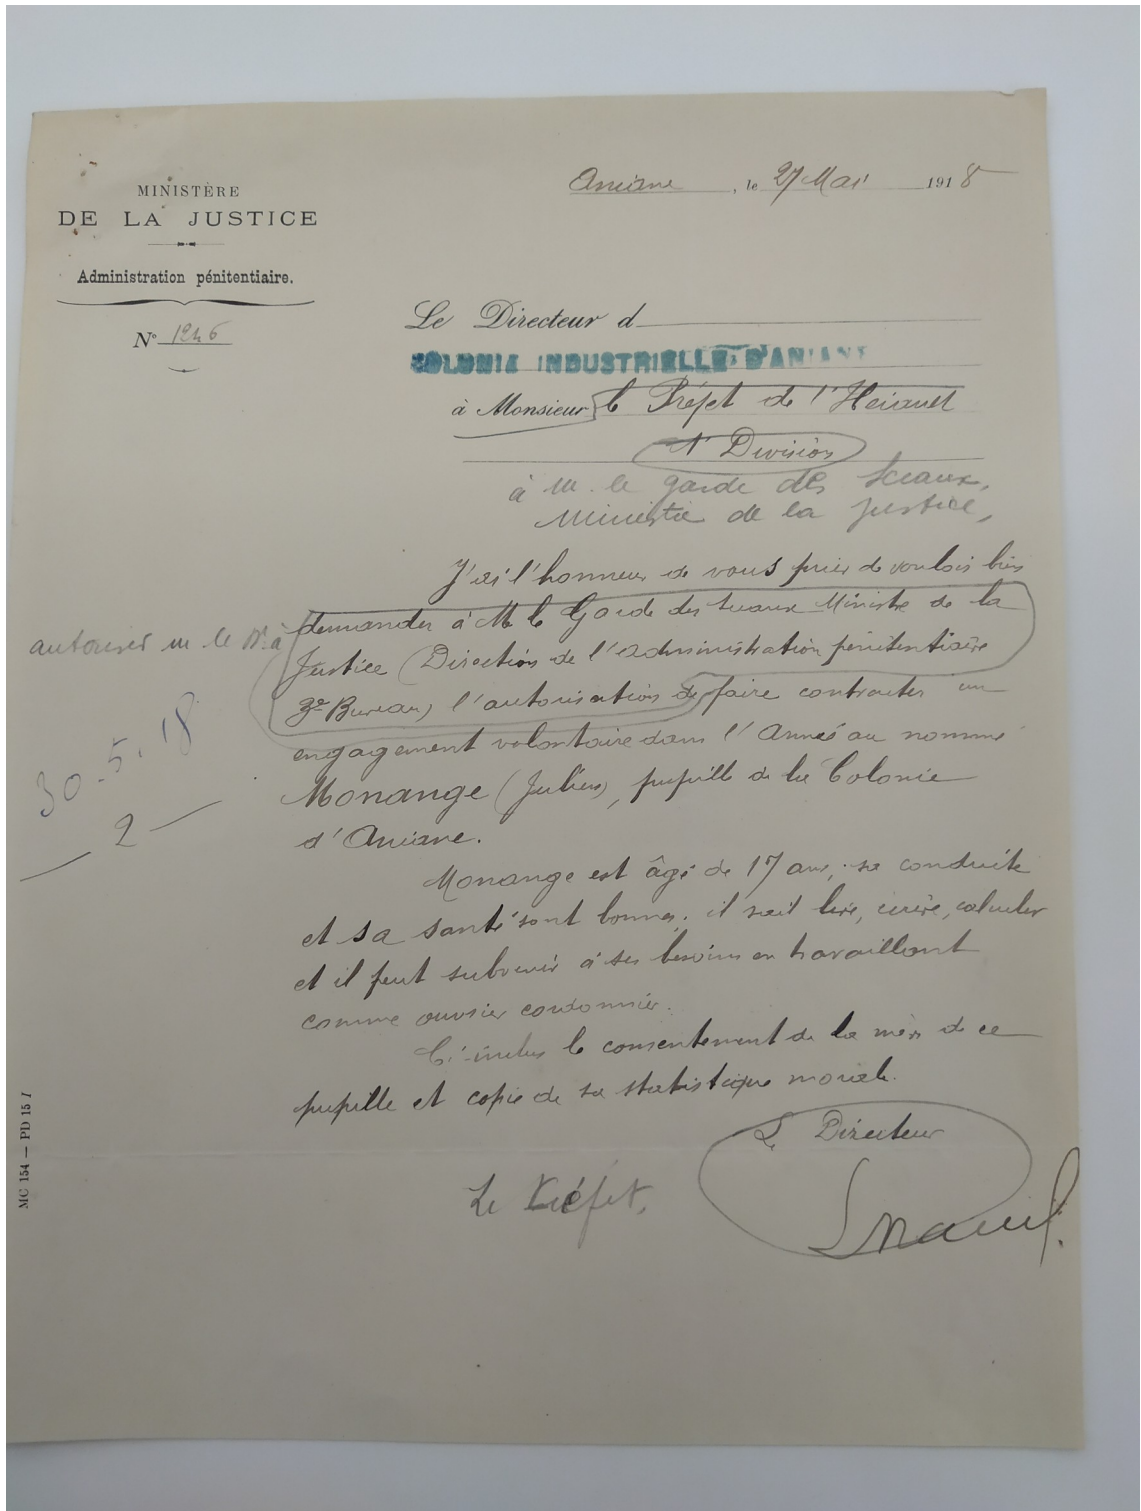 MINISTÈRE
DE LA JUSTICE
Administration pénitentiaire.
N° 1246
Aniane, le 27 Mai 1918
Le Directeur d
COLONIE INDUSTRIELLE D'ANIANE
à Monsieur le Préfet de l'Hérault
1e Division
à M. le garde des Sceaux,
Ministre de la Justice,
J'ai l'honneur de vous prier de vouloir bien
demander à M. le Garde des Sceaux Ministre de la
autoriser M. le Dr à
Justice (Direction de l'administration pénitentiaire
3e Bureau) l'autorisation de faire contracter un
engagement volontaire dans l'Armée au nommé
Monange (Julien), pupille de la Colonie
d'Aniane.
30.5.18
2
Monange est âgé de 17 ans, sa conduite
et sa santé sont bonnes, il sait lire, écrire, calculer
et il peut subvenir à ses besoins en travaillant
comme ouvrier cordonnier.
Ci-inclus le consentement de la mère de ce
pupille et copie de sa statistique morale.
Le Directeur
Le Préfet,
MC 154 — PD 15 I